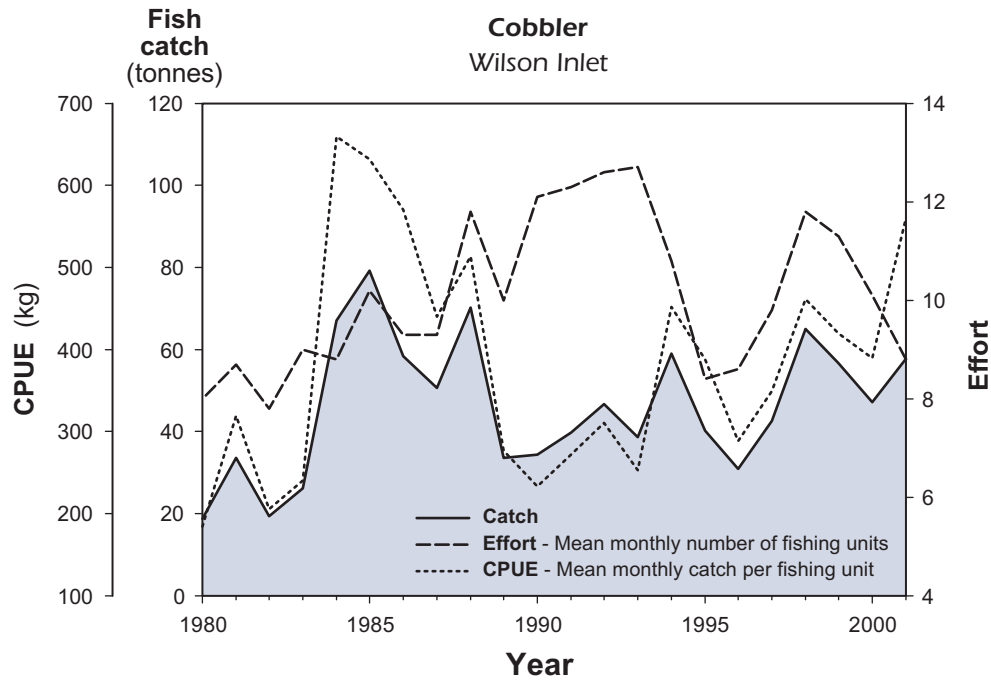 Fish
catch
(tonnes)
Cobbler
Wilson Inlet
700
600
500
400
300
200
100
CPUE (kg)
120
100
80
60
40
20
0
14
12
10
8
6
4
Effort
Catch
Effort - Mean monthly number of fishing units
CPUE - Mean monthly catch per fishing unit
1980
1985
1990
1995
2000
Year